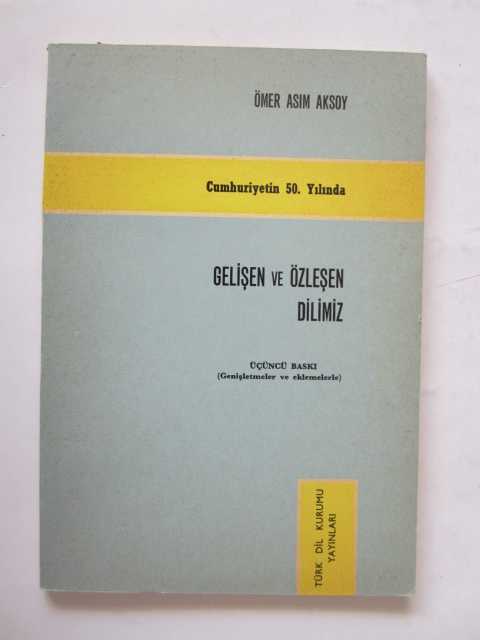 ÖMER ASIM AKSOY
Cumhuriyetin 50. Yılında
GELİŞEN VE ÖZLEŞEN
DİLİMİZ
ÜÇÜNCÜ BASKI
(Genişletmeler ve eklemelerle)
TÜRK DİL KURUMU
YAYINLARI